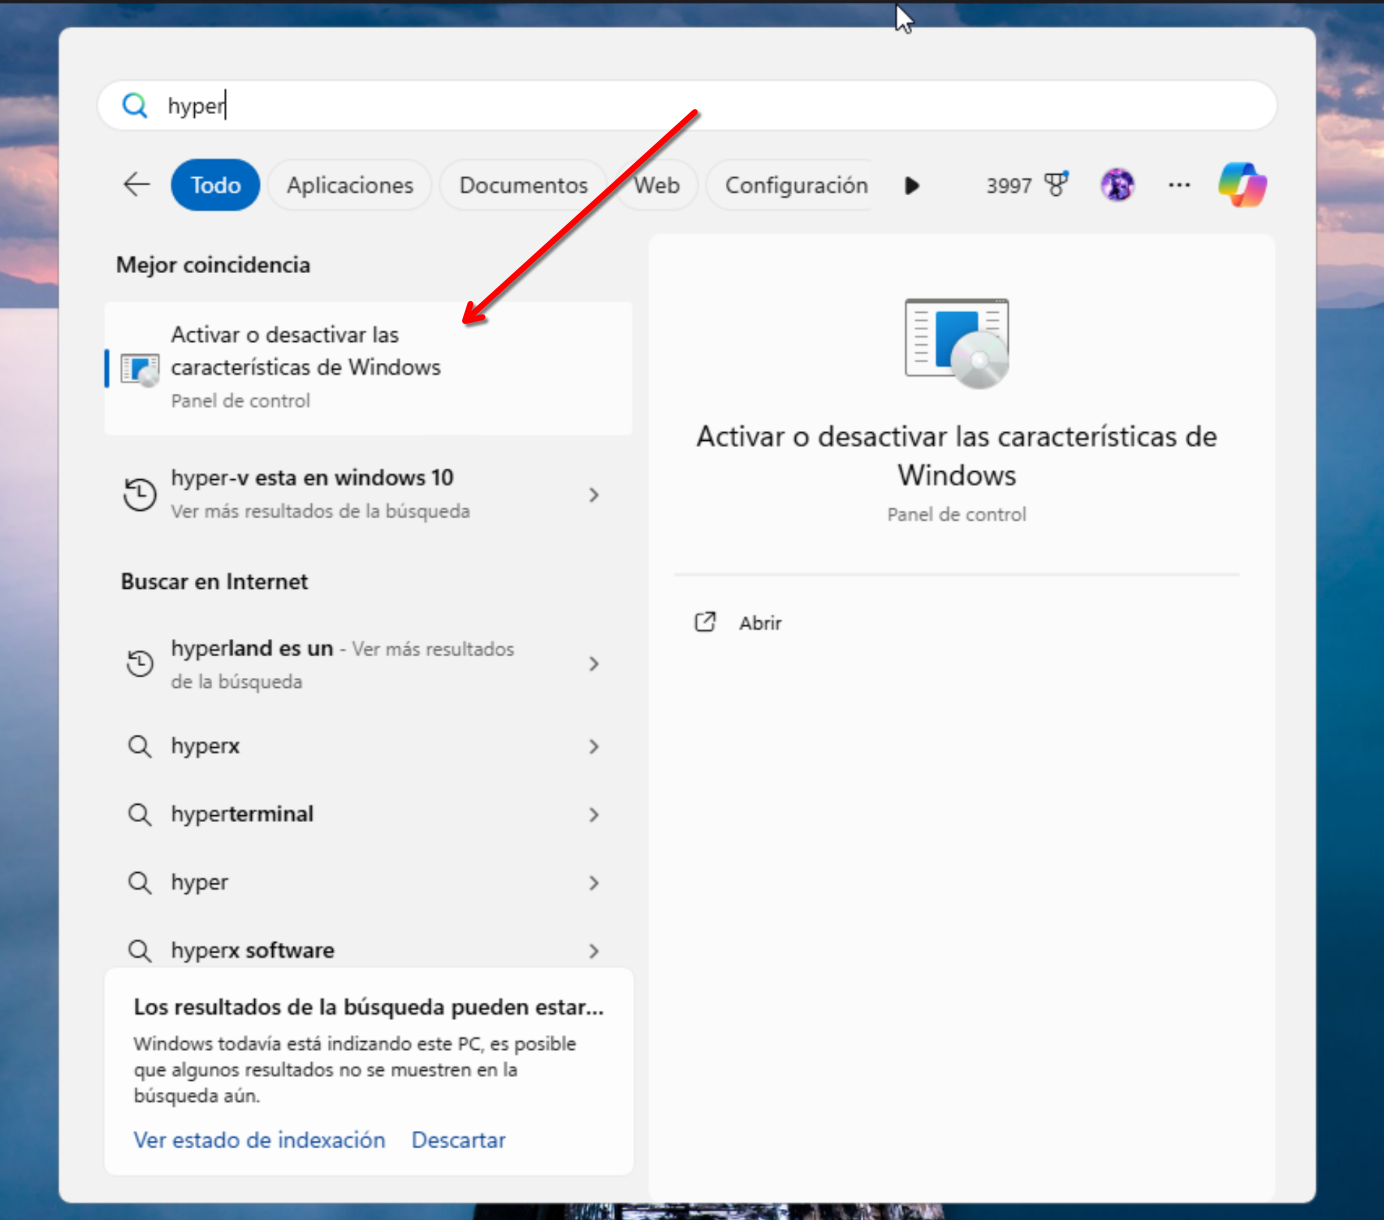 hyper
Todo
Aplicaciones
Documentos
Web
Configuración
3997
Mejor coincidencia
Activar o desactivar las
características de Windows
Panel de control
hyper-v esta en windows 10
Ver más resultados de la búsqueda
Buscar en Internet
hyperland es un - Ver más resultados
de la búsqueda
hyperx
hyperterminal
hyper
hyperx software
Los resultados de la búsqueda pueden estar...
Windows todavía está indizando este PC, es posible
que algunos resultados no se muestren en la
búsqueda aún.
Ver estado de indexación
Descartar
Activar o desactivar las características de
Windows
Panel de control
Abrir